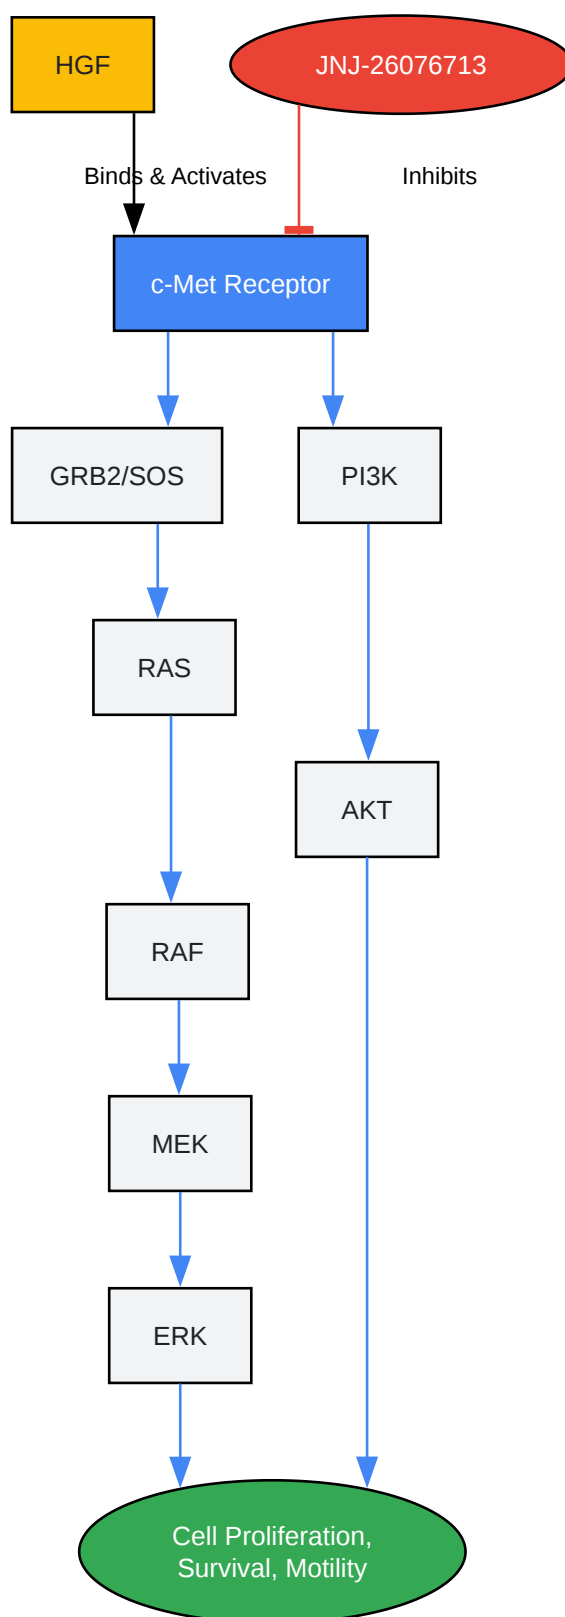 HGF
JNJ-26076713
Binds & Activates
Inhibits
c-Met Receptor
GRB2/SOS
PI3K
RAS
AKT
RAF
MEK
ERK
Cell Proliferation,
Survival, Motility